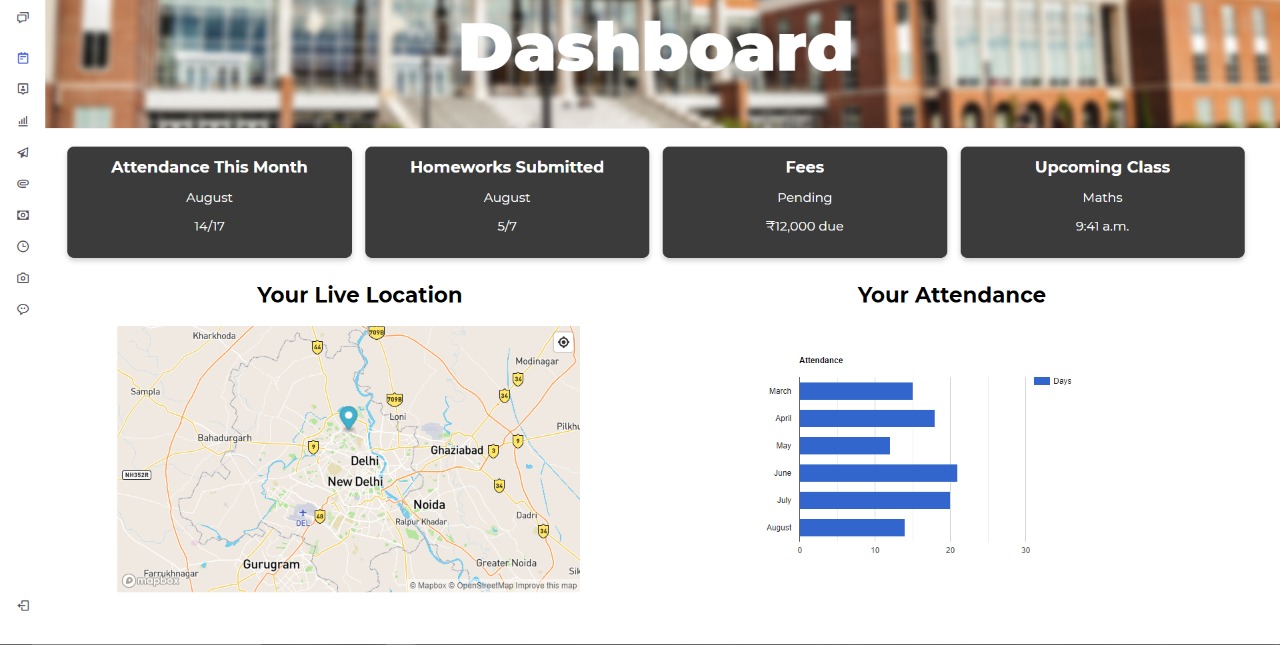 Dashboard
Attendance This Month
August
14/17
Homeworks Submitted
August
5/7
Fees
Pending
₹12,000 due
Upcoming Class
Maths
9:41 a.m.
Your Live Location
Kharkhoda
709B
44
Modinagar
34
Sampla
34
709B
Loni
Pilkhu
Bahadurgarh
9
9
Ghaziabad
3
Delhi
NH352R
New Delhi
34
Noida
DEL
48
Raipur Khadar
Dadri
34
Gurugram
Greater Noida
Farrukhnagar
Sik
mapbox
© Mapbox © OpenStreetMap Improve this map
Your Attendance
Attendance
Days
March
April
May
June
July
August
0 10 20 30